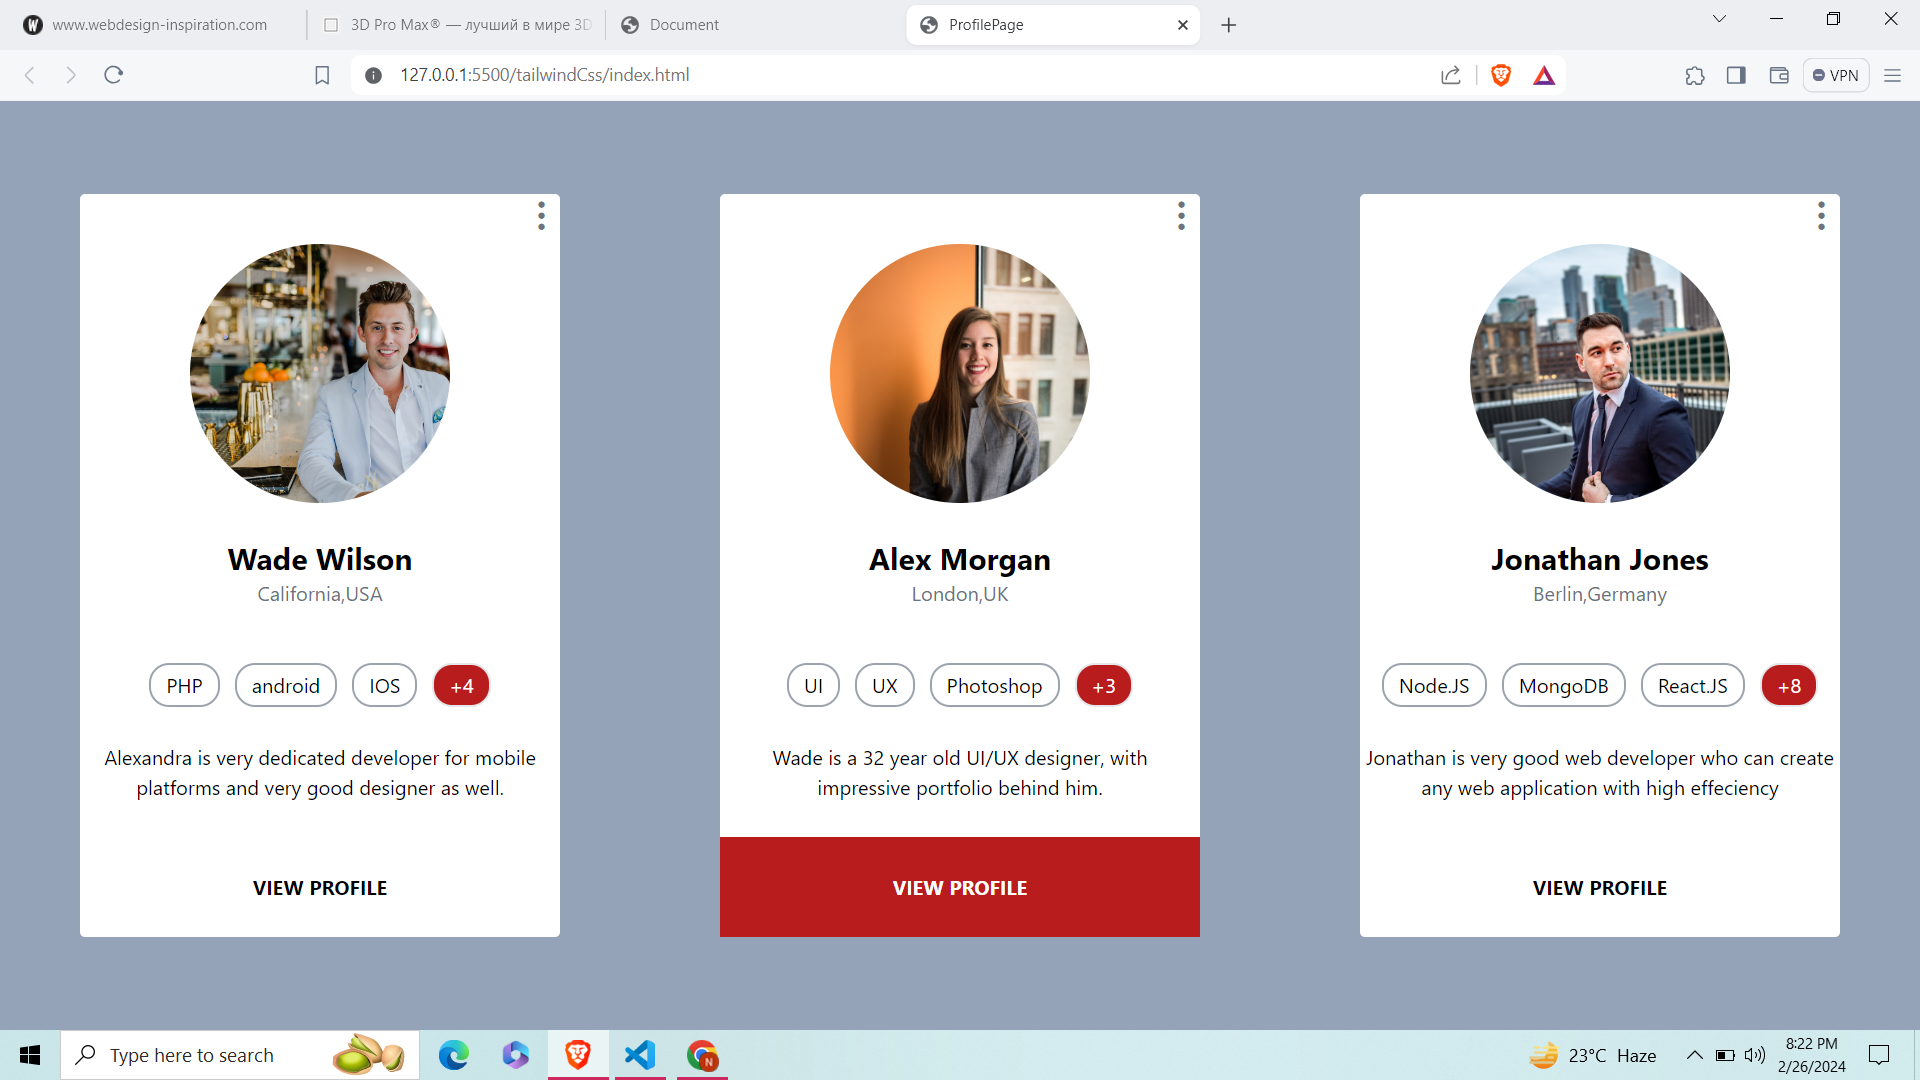 www.webdesign-inspiration.com
3D Pro Max® — лучший в мире 3D
Document
ProfilePage
127.0.0.1:5500/tailwindCss/index.html
VPN
Wade Wilson
California,USA
PHP
android
IOS
+4
Alexandra is very dedicated developer for mobile
platforms and very good designer as well.
VIEW PROFILE
Alex Morgan
London,UK
UI
UX
Photoshop
+3
Wade is a 32 year old UI/UX designer, with
impressive portfolio behind him.
VIEW PROFILE
Jonathan Jones
Berlin,Germany
Node.JS
MongoDB
React.JS
+8
Jonathan is very good web developer who can create
any web application with high effeciency
VIEW PROFILE
Type here to search
N
23°C Haze
8:22 PM
2/26/2024